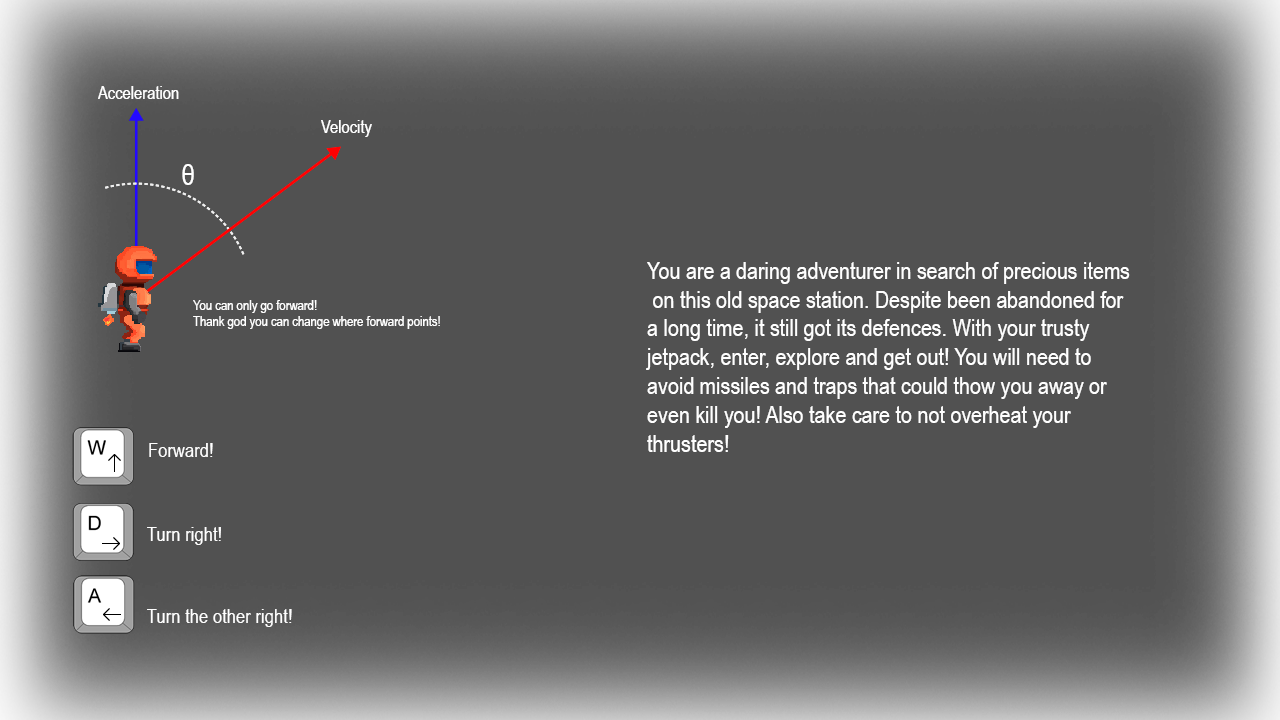 Acceleration
Velocity
θ
You can only go forward!
Thank god you can change where forward points!
W
Forward!
D
Turn right!
A
Turn the other right!
You are a daring adventurer in search of precious items
on this old space station. Despite been abandoned for
a long time, it still got its defences. With your trusty
jetpack, enter, explore and get out! You will need to
avoid missiles and traps that could thow you away or
even kill you! Also take care to not overheat your
thrusters!